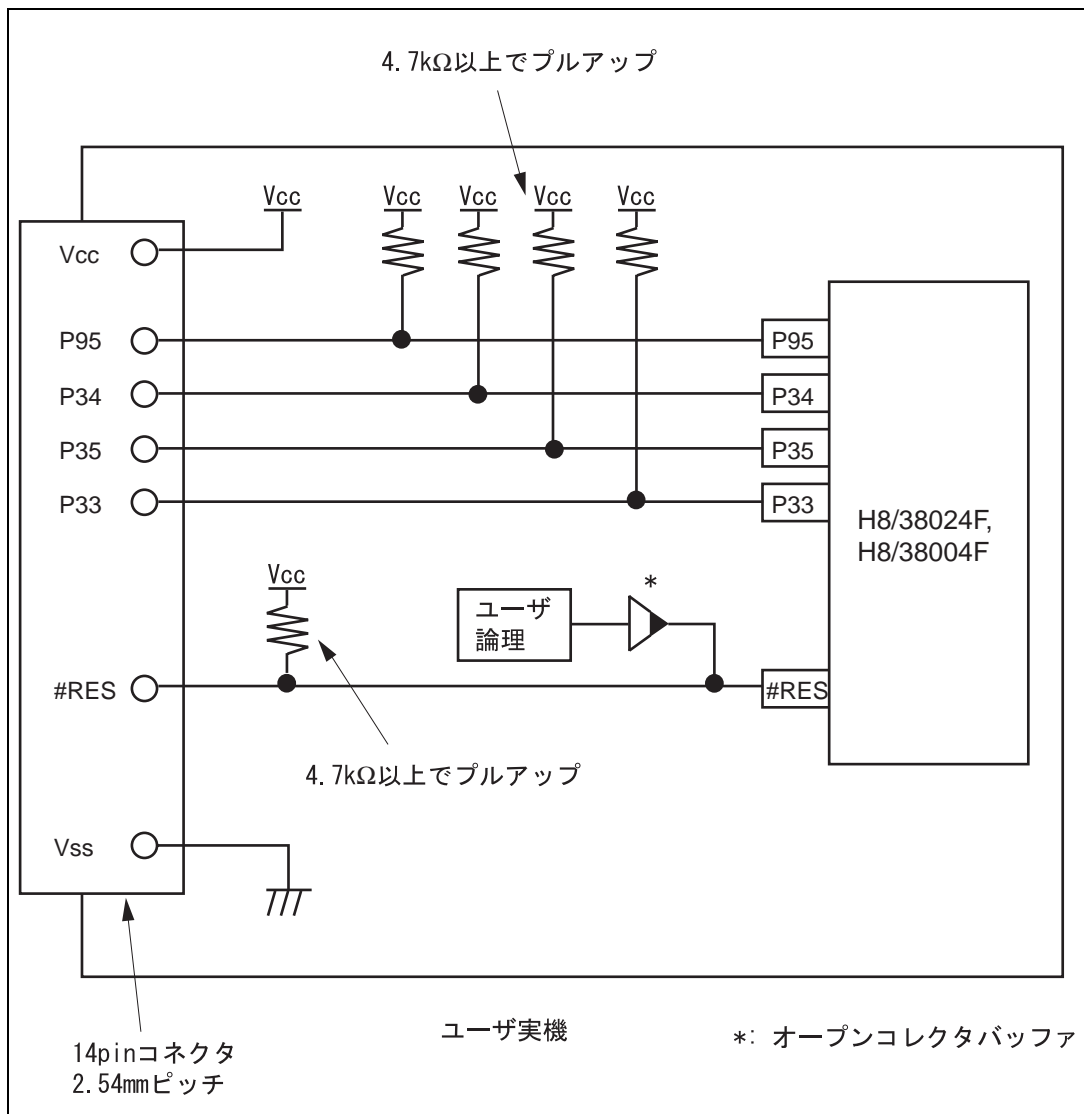 4.7kΩ以上でプルアップ
Vcc
Vcc
Vcc
Vcc
Vcc
Vcc
P95
P34
P35
P33
P95
P34
P35
P33
H8/38024F,
H8/38004F
Vcc
ユーザ
論理
*
#RES
#RES
4.7kΩ以上でプルアップ
Vss
ユーザ実機
*: オープンコレクタバッファ
14pinコネクタ
2.54mmピッチ